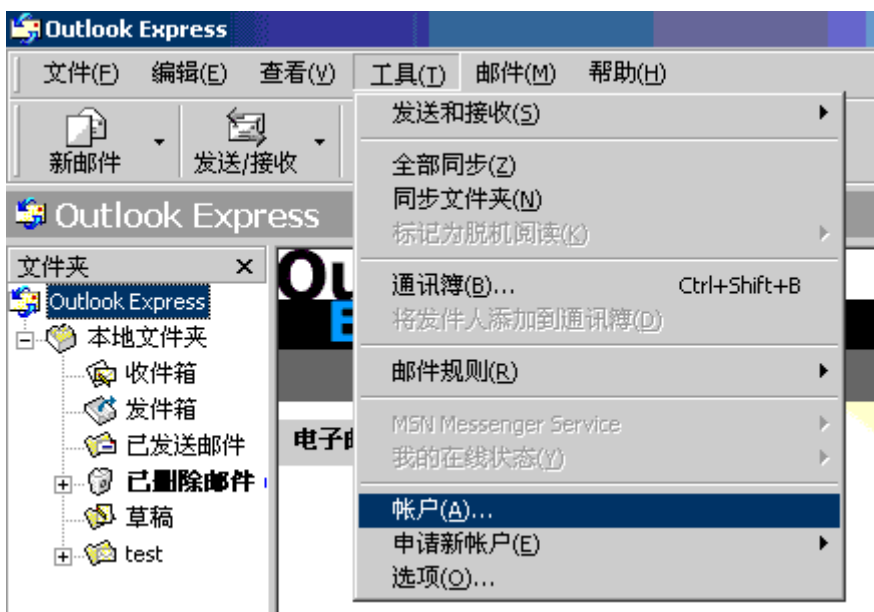 Outlook Express
文件(F) 编辑(E) 查看(V) 工具(T) 邮件(M) 帮助(H)
新邮件 发送/接收
Outlook Express
文件夹 ×
Outlook Express
本地文件夹
收件箱
发件箱
已发送邮件
已删除邮件
草稿
test
Ou
E
电子
发送和接收(S)
全部同步(Z)
同步文件夹(N)
标记为脱机阅读(K)
通讯簿(B)... Ctrl+Shift+B
将发件人添加到通讯簿(D)
邮件规则(R)
MSN Messenger Service
我的在线状态(Y)
帐户(A)...
申请新帐户(E)
选项(O)...